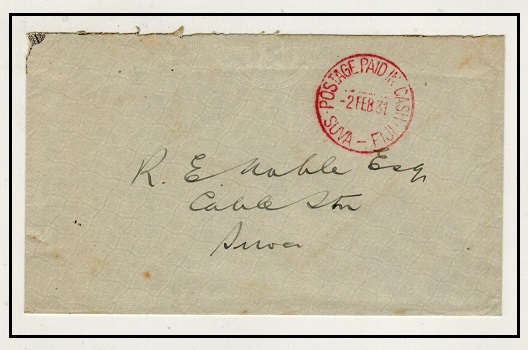 POSTAGE PAID IN CASH
-2 FEB 31
SUVA - FIJI
R. E Noble Esq
Cable Stn
Suva